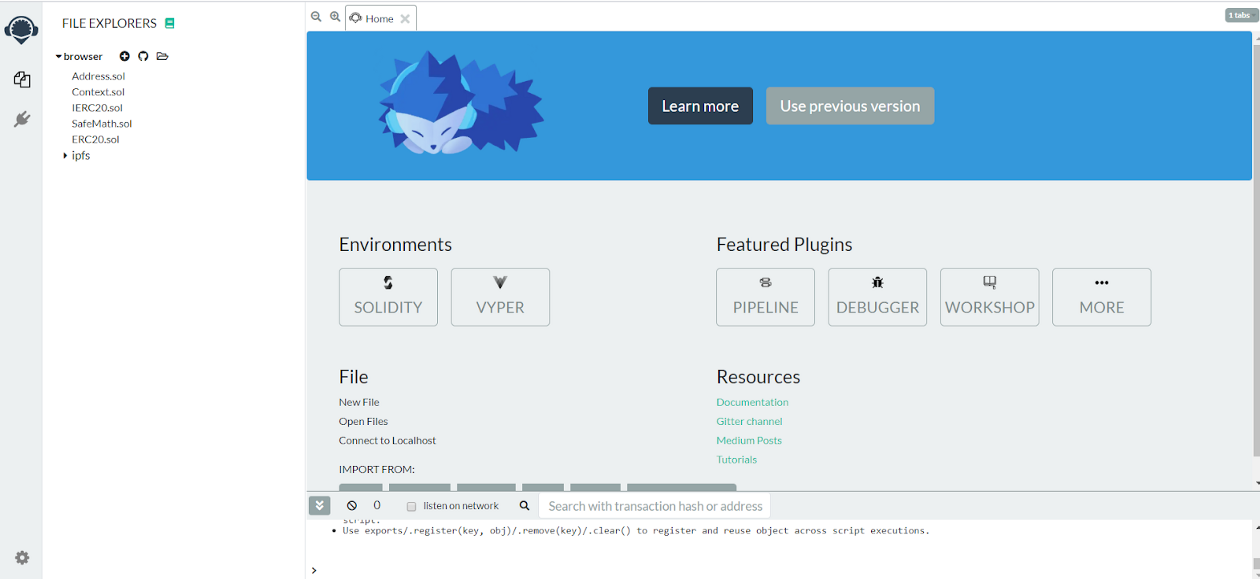 FILE EXPLORERS
browser
Address.sol
Context.sol
IERC20.sol
SafeMath.sol
ERC20.sol
ipfs
Home
1 tabs
Learn more
Use previous version
Environments
SOLIDITY
VYPER
Featured Plugins
PIPELINE
DEBUGGER
WORKSHOP
MORE
File
New File
Open Files
Connect to Localhost
IMPORT FROM:
Resources
Documentation
Gitter channel
Medium Posts
Tutorials
0
listen on network
Search with transaction hash or address
script.
• Use exports/.register(key, obj)/.remove(key)/.clear() to register and reuse object across script executions.
>